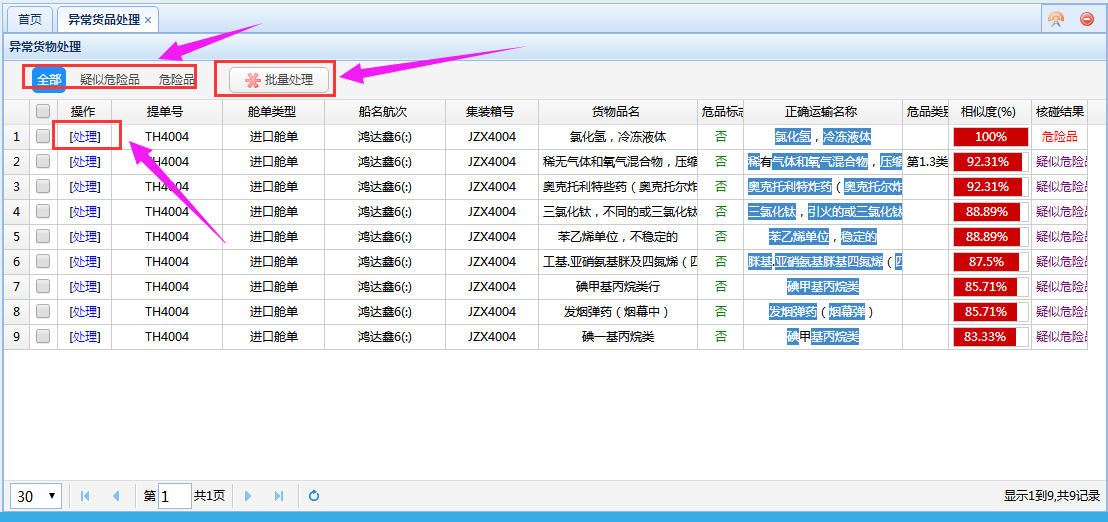 首页 异常货品处理 ×
异常货物处理
全部 疑似危险品 危险品 批量处理
操作 提单号 舱单类型 船名航次 集装箱号 货物品名 危品标志 正确运输名称 危品类别 相似度(%) 核碰结果
1 [处理] TH4004 进口舱单 鸿达鑫6(:) JZX4004 氯化氢，冷冻液体 否 氯化氢，冷冻液体 100% 危险品
2 [处理] TH4004 进口舱单 鸿达鑫6(:) JZX4004 稀无气体和氧气混合物，压缩 否 稀有气体和氧气混合物，压缩 第1.3类 92.31% 疑似危险品
3 [处理] TH4004 进口舱单 鸿达鑫6(:) JZX4004 奥克托利特些药（奥克托尔炸 否 奥克托利特炸药（奥克托尔炸 92.31% 疑似危险品
4 [处理] TH4004 进口舱单 鸿达鑫6(:) JZX4004 三氯化钛，不同的或三氯化钛 否 三氯化钛，引火的或三氯化钛 88.89% 疑似危险品
5 [处理] TH4004 进口舱单 鸿达鑫6(:) JZX4004 苯乙烯单位，不稳定的 否 苯乙烯单位，稳定的 88.89% 疑似危险品
6 [处理] TH4004 进口舱单 鸿达鑫6(:) JZX4004 工基.亚硝氨基脒及四氮烯（四 否 脒基.亚硝氨基脒基四氮烯（四 87.5% 疑似危险品
7 [处理] TH4004 进口舱单 鸿达鑫6(:) JZX4004 碘甲基丙烷类行 否 碘甲基丙烷类 85.71% 疑似危险品
8 [处理] TH4004 进口舱单 鸿达鑫6(:) JZX4004 发烟弹药（烟幕中） 否 发烟弹药（烟幕弹） 85.71% 疑似危险品
9 [处理] TH4004 进口舱单 鸿达鑫6(:) JZX4004 碘一基丙烷类 否 碘甲基丙烷类 83.33% 疑似危险品
30 第 1 共1页 显示1到9,共9记录